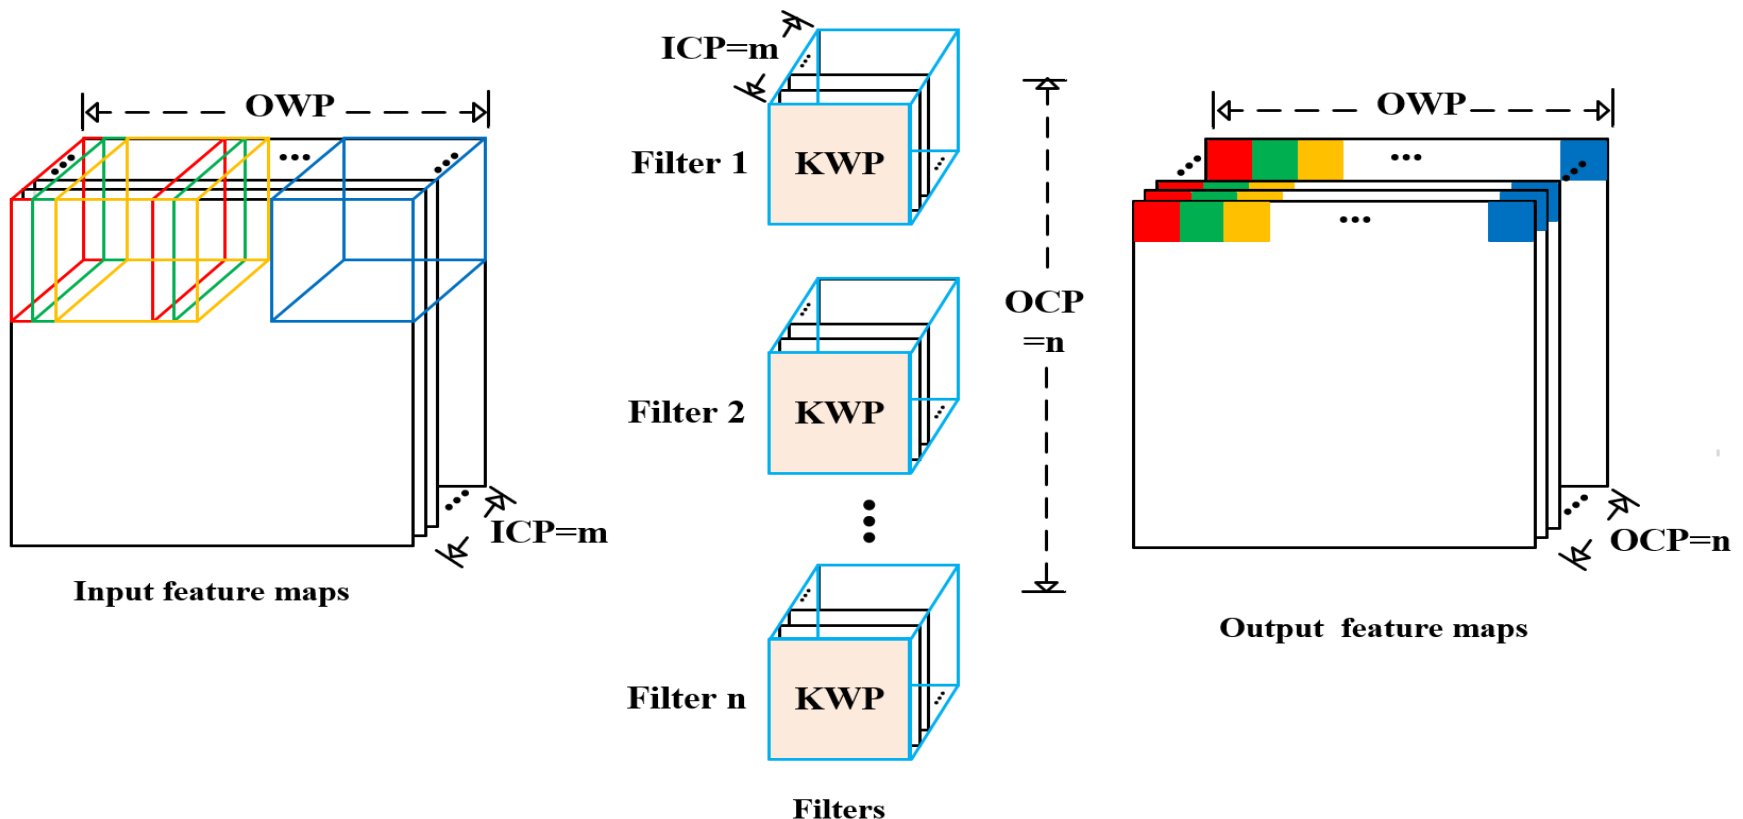 OWP
ICP=m
Input feature maps
ICP=m
Filter 1
KWP
Filter 2
KWP
Filter n
KWP
Filters
OCP
=n
OWP
OCP=n
Output feature maps